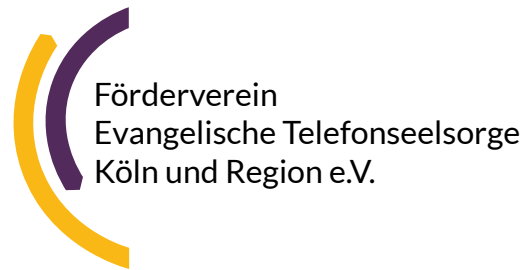 Förderverein
Evangelische Telefonseelsorge
Köln und Region e.V.